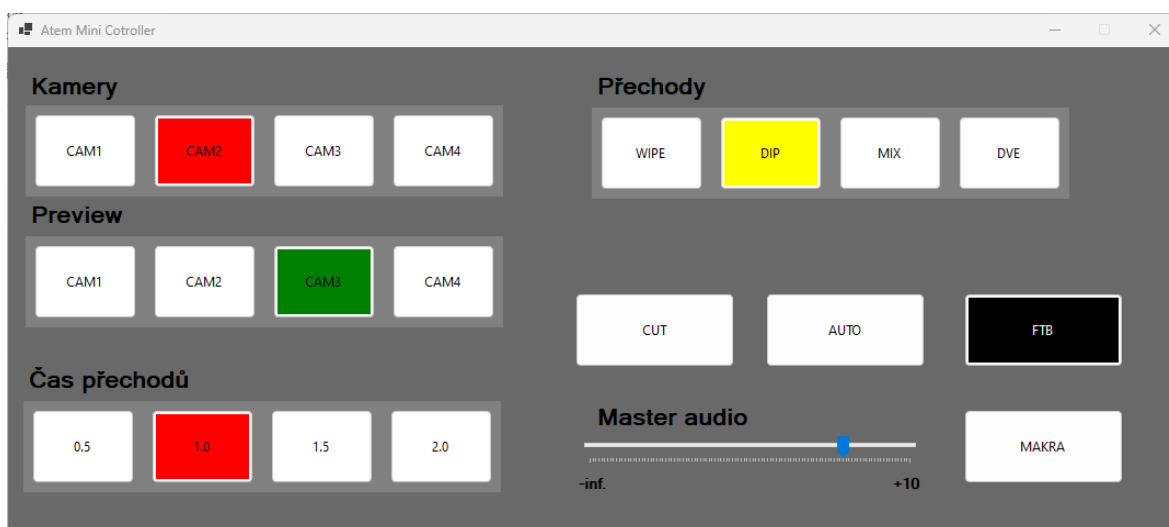 Atem Mini Cotroller
Kamery
CAM1 CAM2 CAM3 CAM4
Preview
CAM1 CAM2 CAM3 CAM4
Čas přechodů
0.5 1.0 1.5 2.0
Přechody
WIPE DIP MIX DVE
CUT AUTO FTB
Master audio
-inf. +10
MAKRA